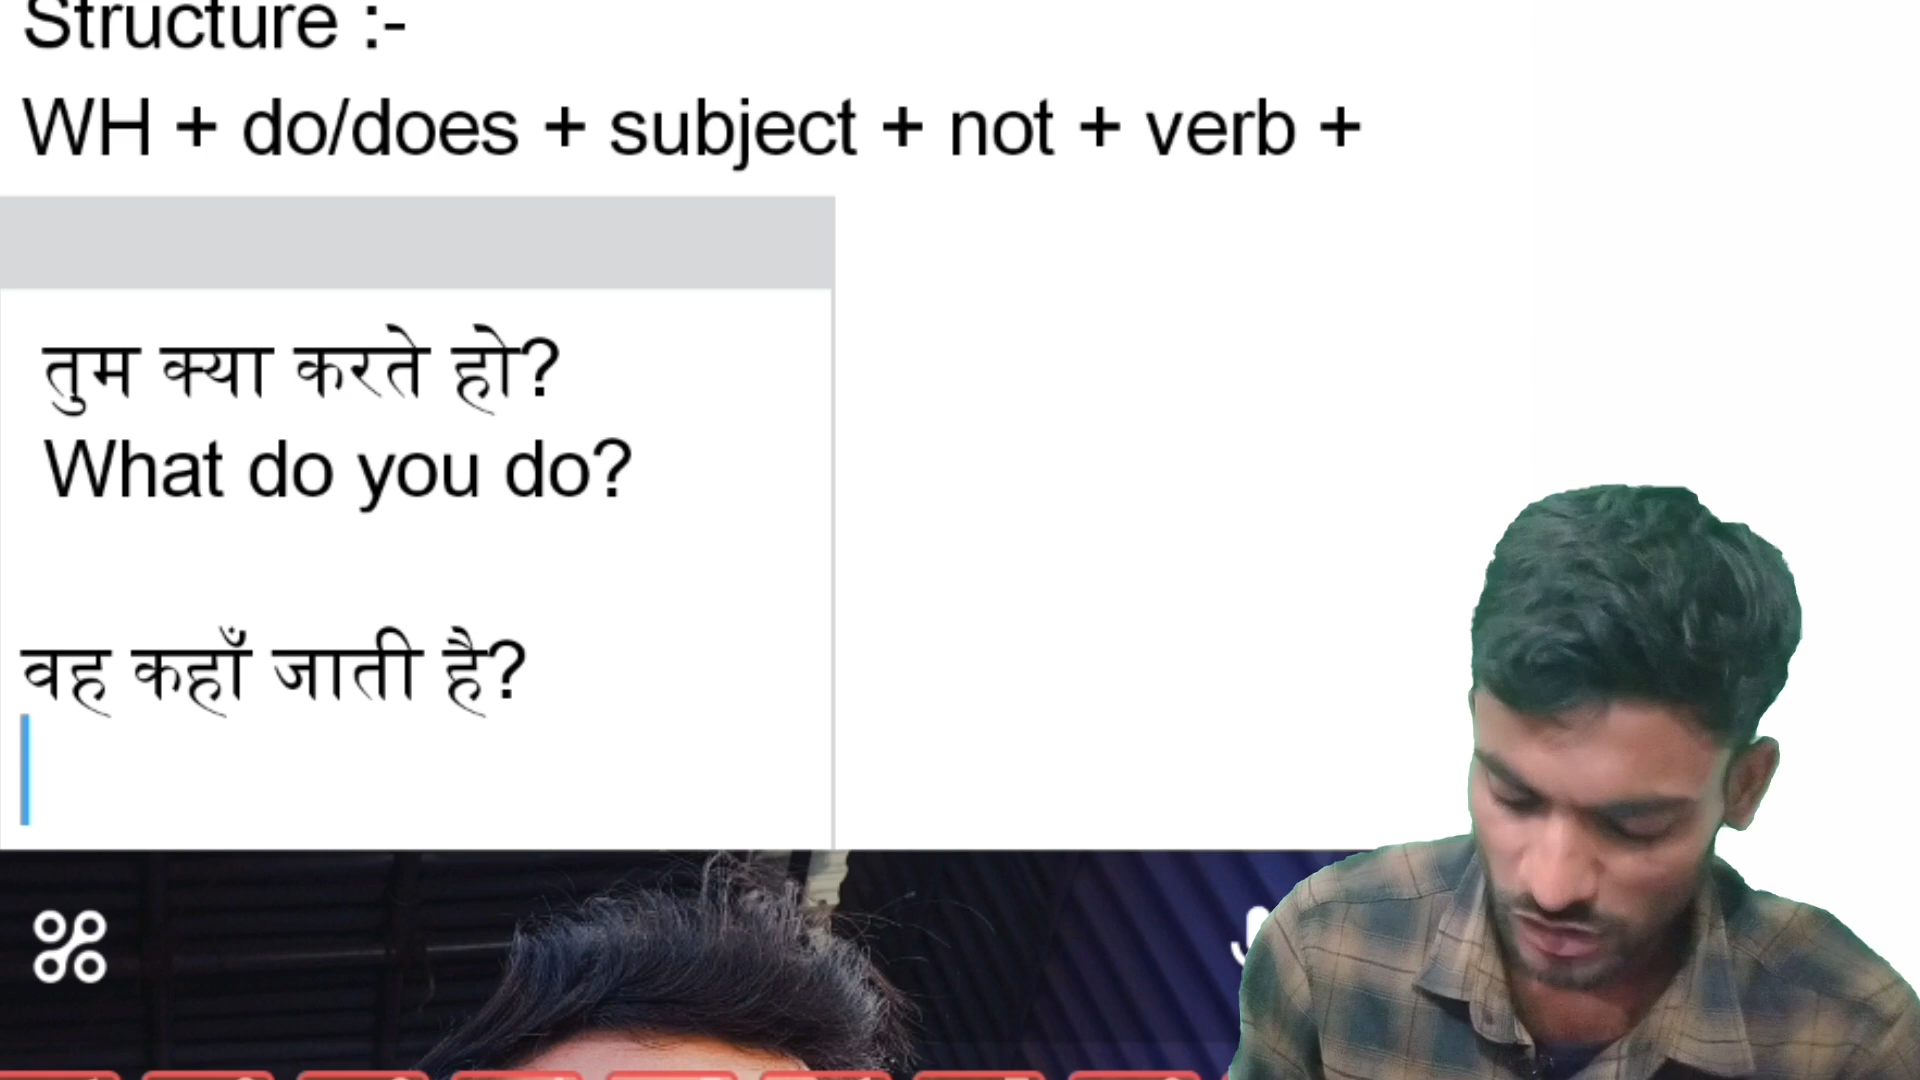 Structure :-
WH + do/does + subject + not + verb +
तुम क्या करते हो?
What do you do?
वह कहाँ जाती है?